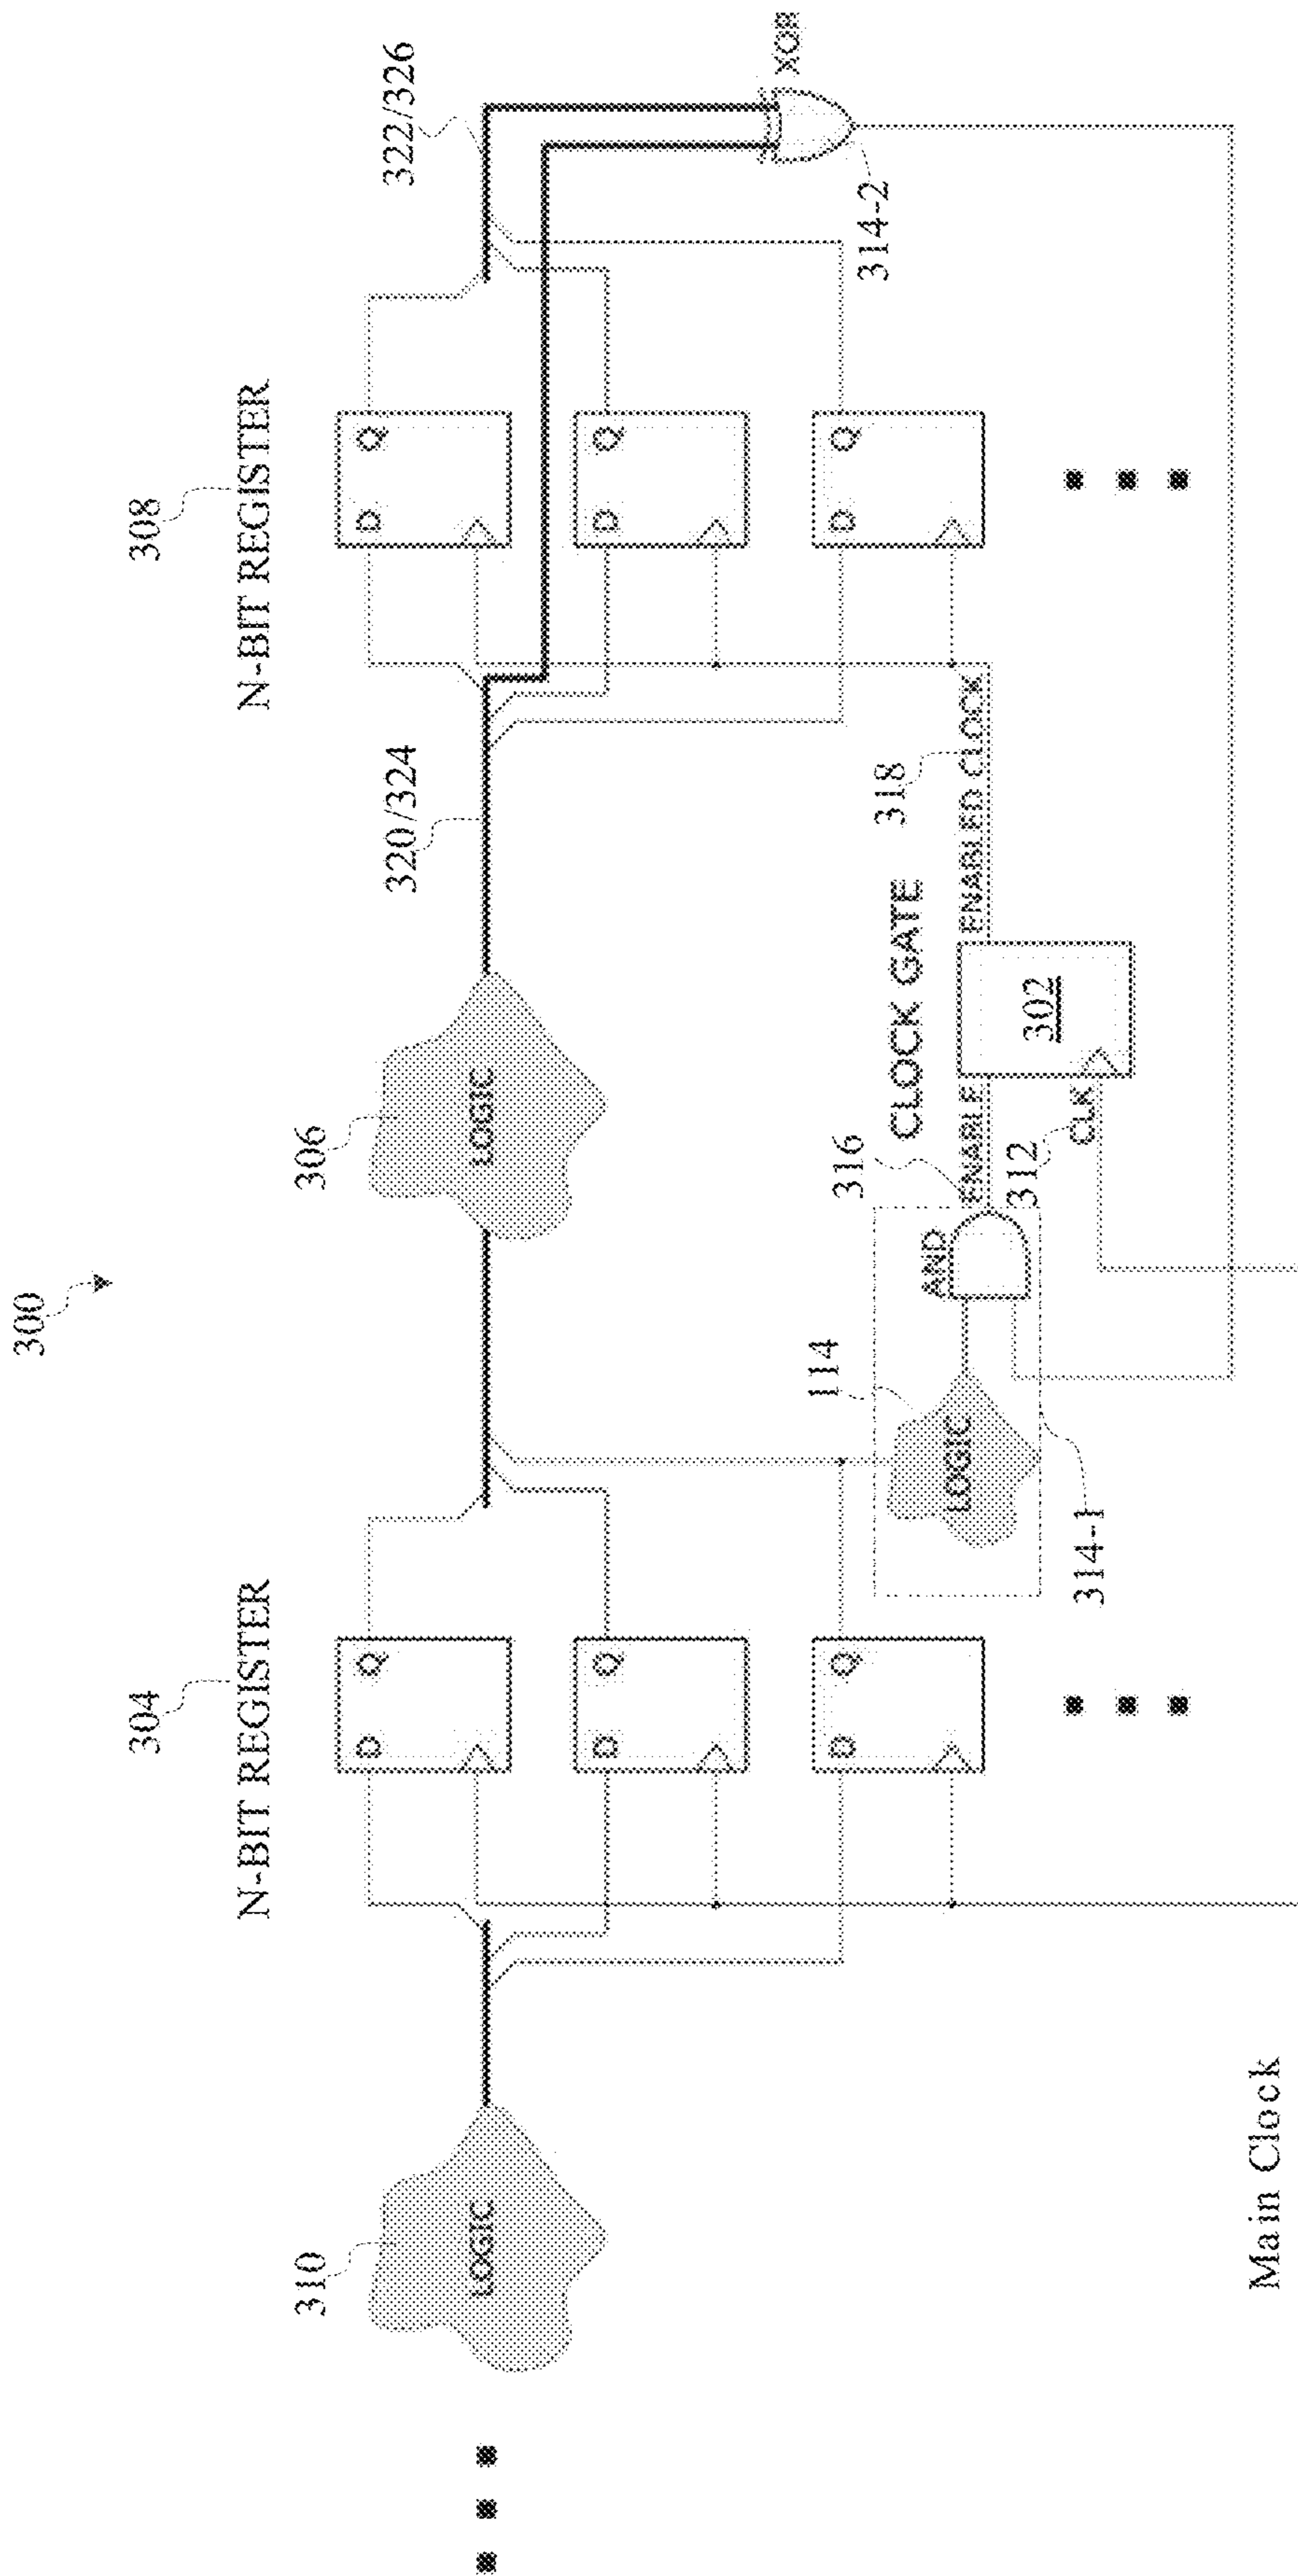 300
304
N-BIT REGISTER
308
N-BIT REGISTER
310
LOGIC
306
LOGIC
320/324
322/326
D Q
D Q
D Q
D Q
D Q
D Q
XOR
314-2
114
LOGIC
AND
314-1
316
ENABLE
CLOCK GATE
302
312
CLK
318
ENABLED CLOCK
Main Clock